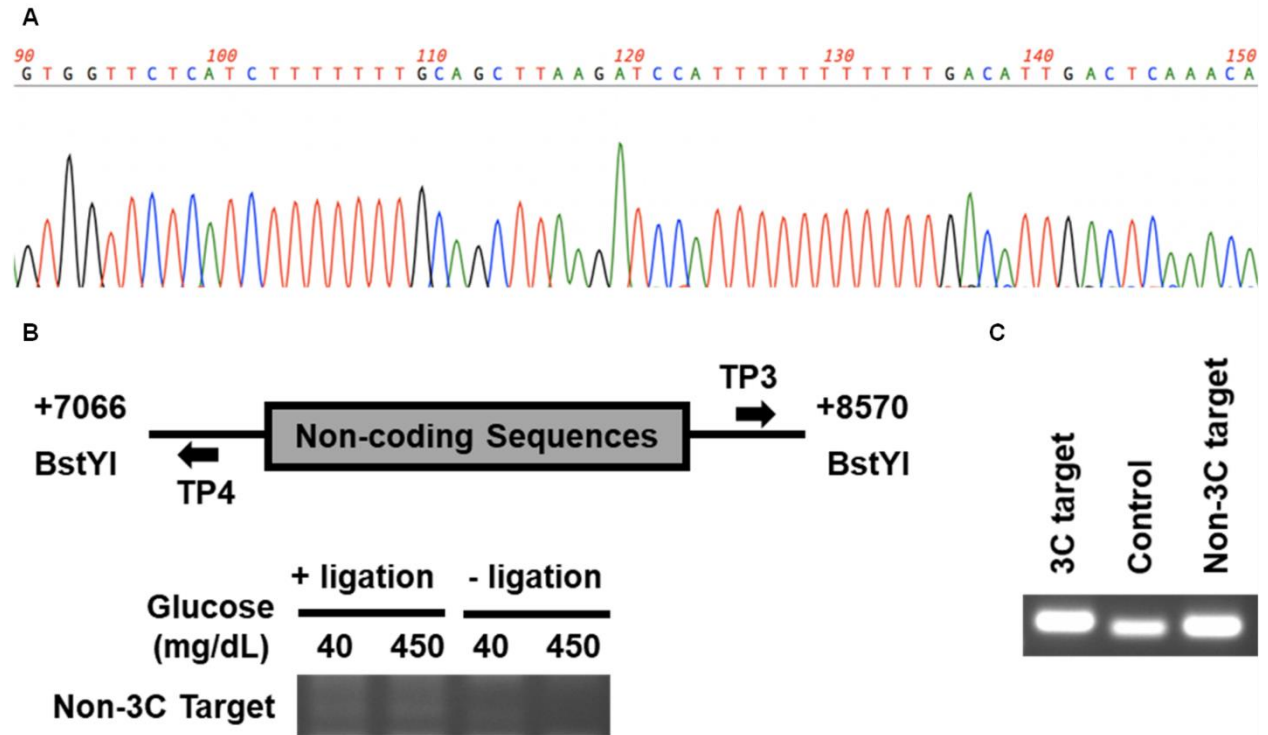 A
90 100 110 120 130 140 150
G T G G T T C T C A T C T T T T T T T G C A G C T T A A G A T C C A T T T T T T T T T T T G A C A T T G A C T C A A A C A
B
TP3
+7066
+8570
Non-coding Sequences
BstYI
BstYI
TP4
+ ligation - ligation
Glucose
(mg/dL) 40 450 40 450
Non-3C Target
C
3C target
Control
Non-3C target